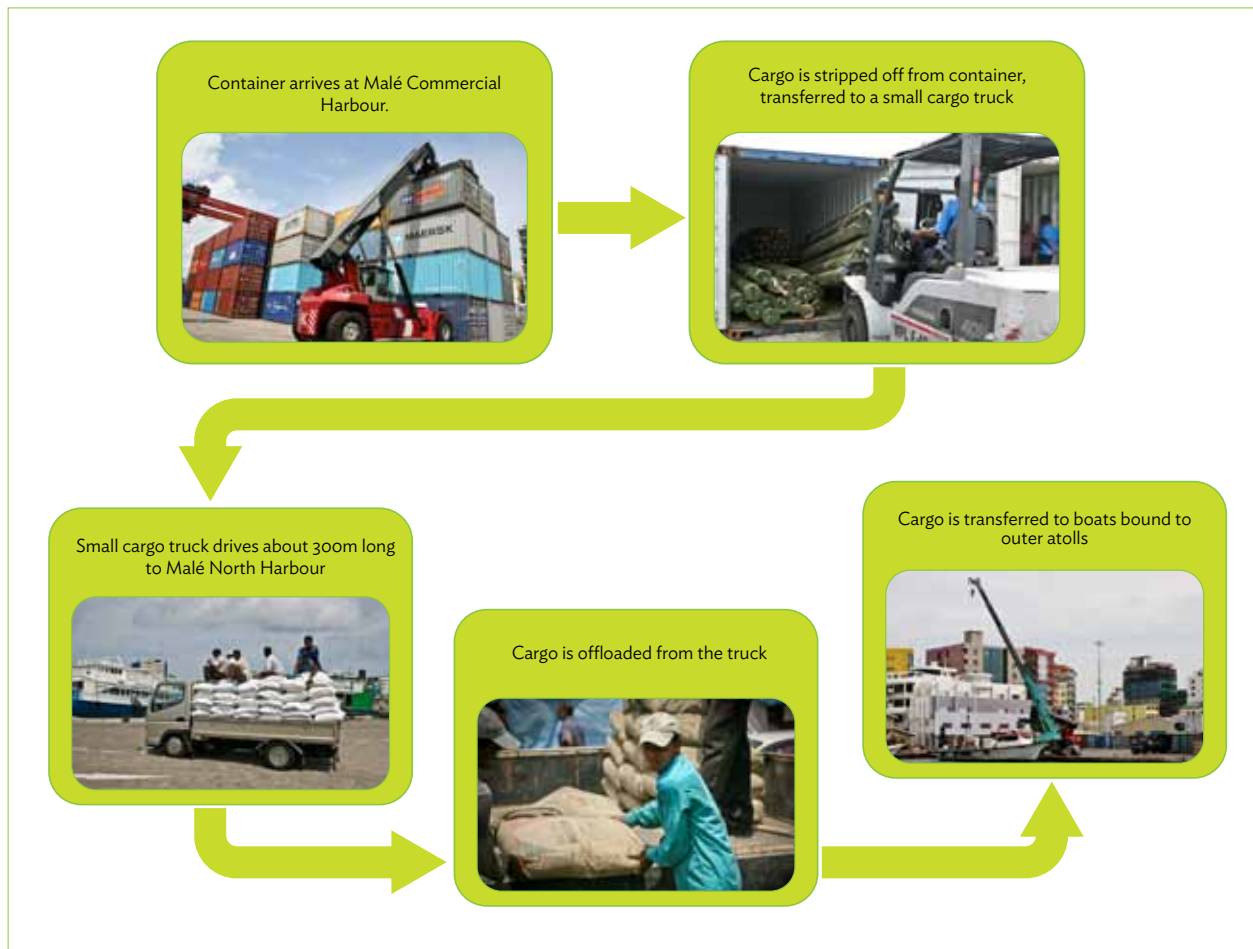 Container arrives at Malé Commercial
Harbour.
Cargo is stripped off from container,
transferred to a small cargo truck
MAERSK
Small cargo truck drives about 300m long
to Malé North Harbour
Cargo is offloaded from the truck
Cargo is transferred to boats bound to
outer atolls